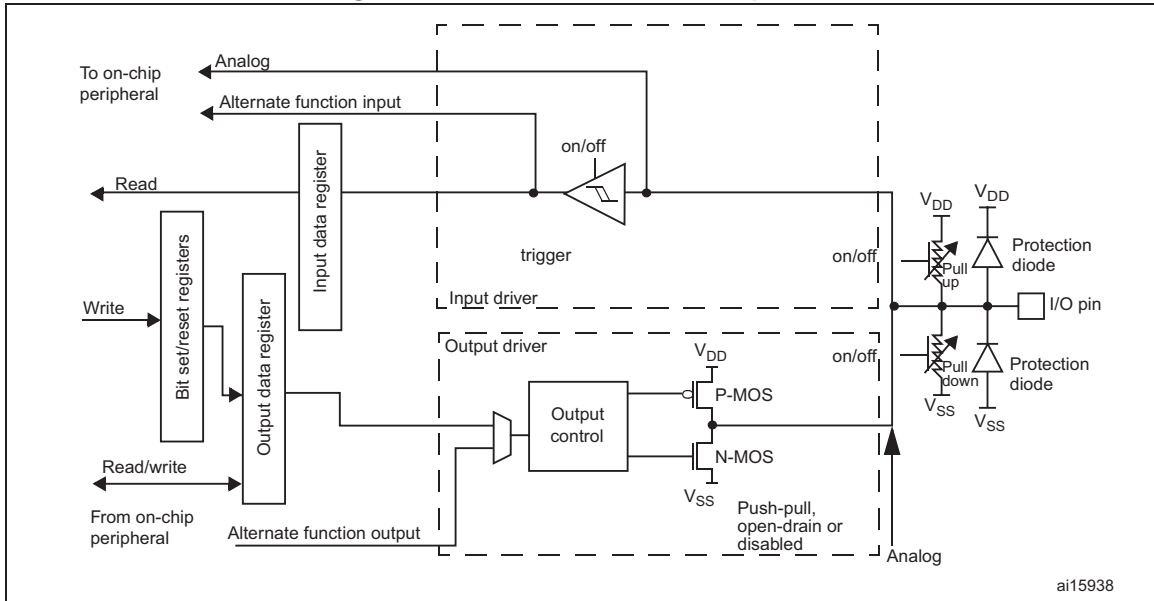 Analog
To on-chip
peripheral
Alternate function input
on/off
Input data register
Read
trigger
Input driver
V_DD
V_DD
on/off
Pull
up
Protection
diode
I/O pin
Write
Bit set/reset registers
Output data register
Output driver
V_DD
on/off
Pull
down
Protection
diode
V_SS
V_SS
P-MOS
Output
control
N-MOS
V_SS
Read/write
Push-pull,
open-drain or
disabled
From on-chip
peripheral
Alternate function output
Analog
ai15938